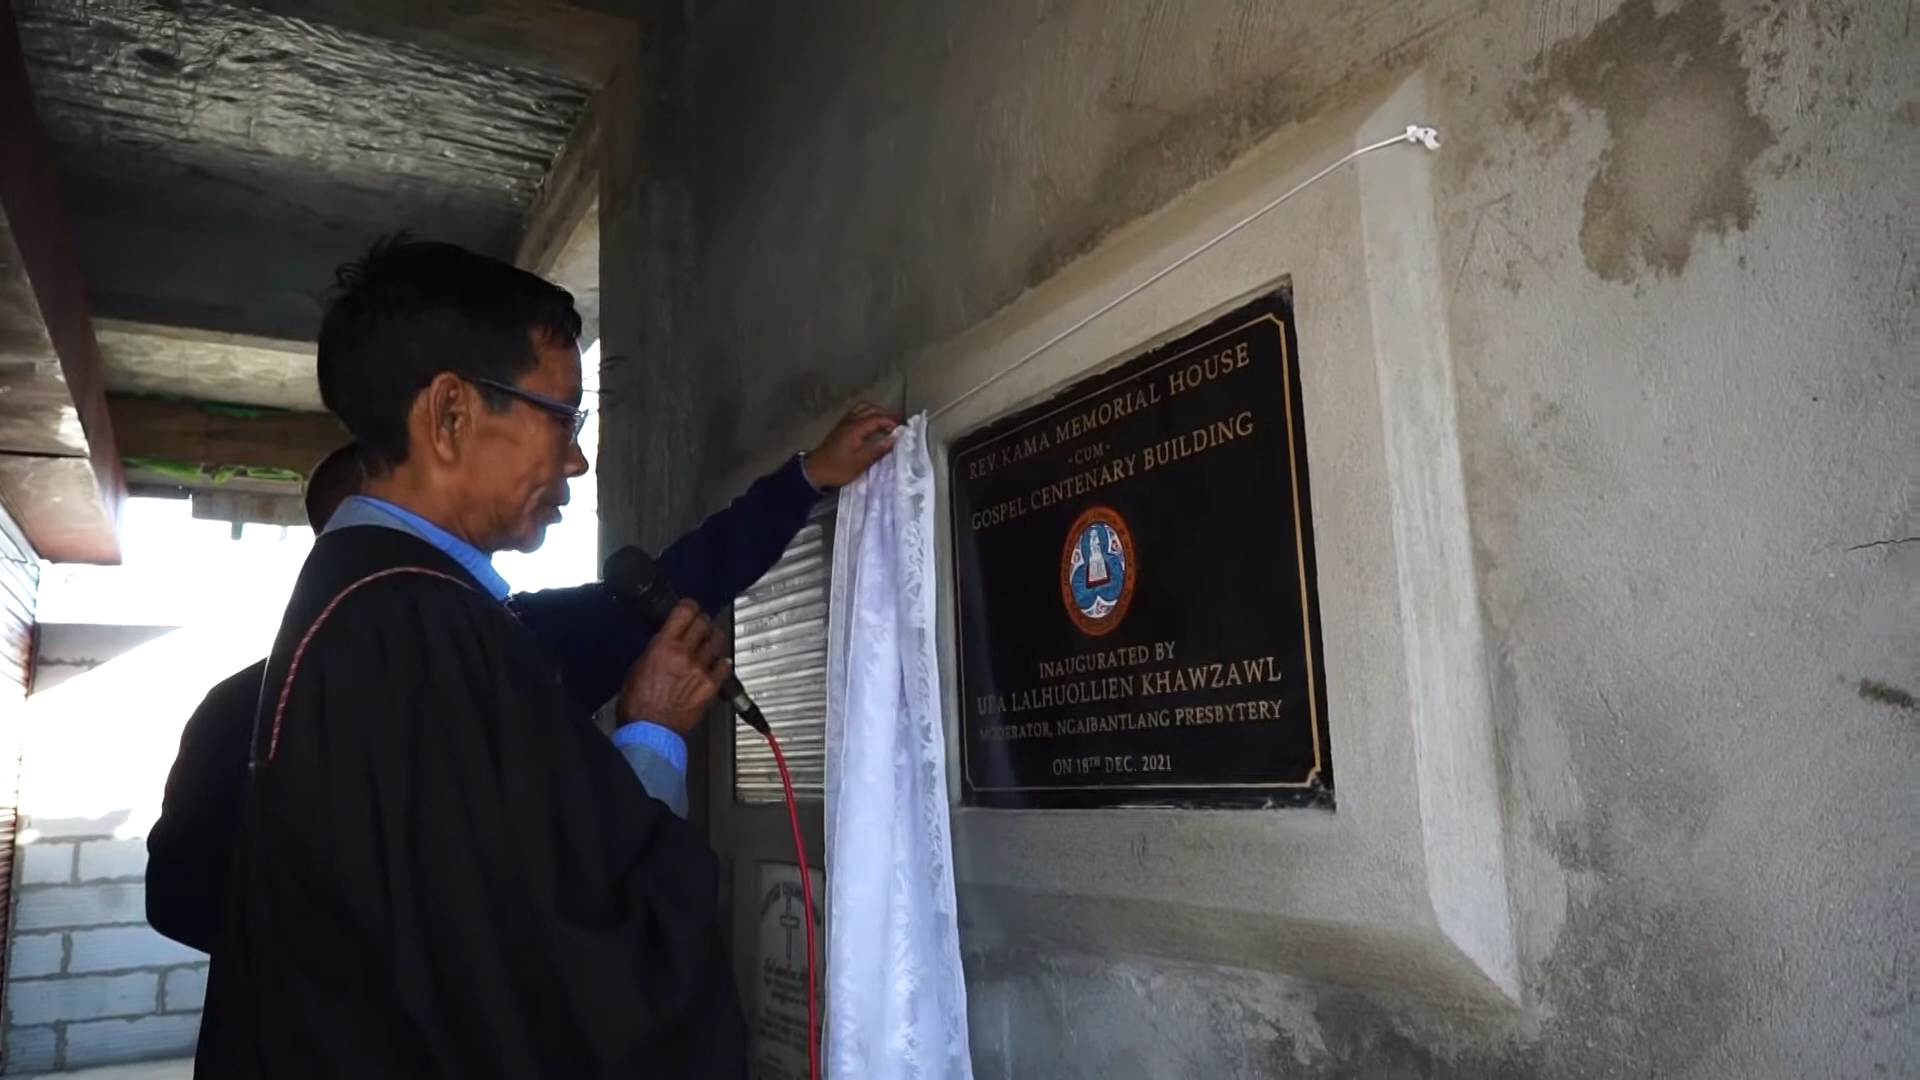 REV. KAMA MEMORIAL HOUSE
-CUM-
GOSPEL CENTENARY BUILDING
INAUGURATED BY
UPA LALHUOLLIEN KHAWZAWL
MODERATOR, NGAIBANTLANG PRESBYTERY
ON 18TH DEC. 2021